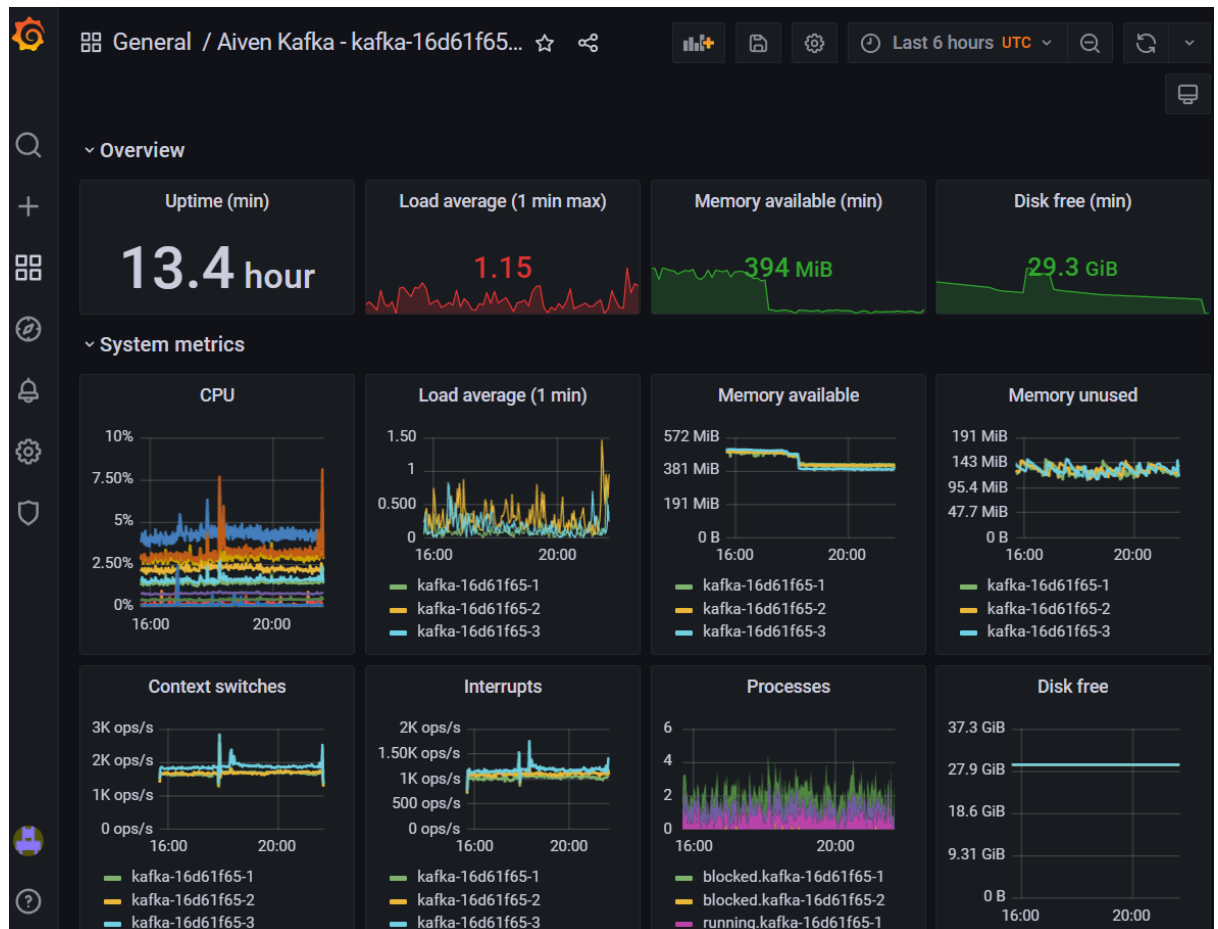 General / Aiven Kafka - kafka-16d61f65...
Last 6 hours UTC
Overview
Uptime (min)
13.4 hour
Load average (1 min max)
1.15
Memory available (min)
394 MiB
Disk free (min)
29.3 GiB
System metrics
CPU
10%
7.50%
5%
2.50%
0%
16:00 20:00
Load average (1 min)
1.50
1
0.500
0
16:00 20:00
kafka-16d61f65-1
kafka-16d61f65-2
kafka-16d61f65-3
Memory available
572 MiB
381 MiB
191 MiB
0 B
16:00 20:00
kafka-16d61f65-1
kafka-16d61f65-2
kafka-16d61f65-3
Memory unused
191 MiB
143 MiB
95.4 MiB
47.7 MiB
0 B
16:00 20:00
kafka-16d61f65-1
kafka-16d61f65-2
kafka-16d61f65-3
Context switches
3K ops/s
2K ops/s
1K ops/s
0 ops/s
16:00 20:00
kafka-16d61f65-1
kafka-16d61f65-2
kafka-16d61f65-3
Interrupts
2K ops/s
1.50K ops/s
1K ops/s
500 ops/s
0 ops/s
16:00 20:00
kafka-16d61f65-1
kafka-16d61f65-2
kafka-16d61f65-3
Processes
6
4
2
0
16:00 20:00
blocked.kafka-16d61f65-1
blocked.kafka-16d61f65-2
running.kafka-16d61f65-1
Disk free
37.3 GiB
27.9 GiB
18.6 GiB
9.31 GiB
0 B
16:00 20:00